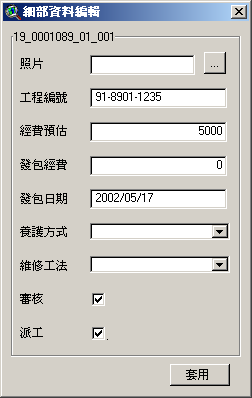 細部資料編輯
19_0001089_01_001
照片
...
工程編號 91-8901-1235
經費預估 5000
發包經費 0
發包日期 2002/05/17
養護方式
維修工法
審核
派工
套用